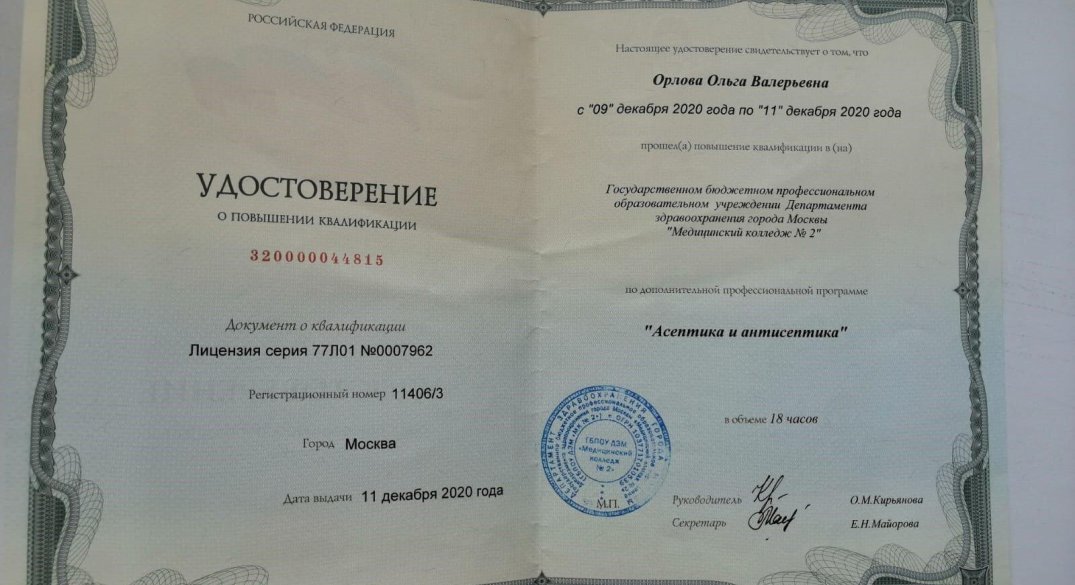 РОССИЙСКАЯ ФЕДЕРАЦИЯ
УДОСТОВЕРЕНИЕ
О ПОВЫШЕНИИ КВАЛИФИКАЦИИ
320000044815
Документ о квалификации
Лицензия серия 77Л01 №0007962
Регистрационный номер 11406/3
Город Москва
Дата выдачи 11 декабря 2020 года
Настоящее удостоверение свидетельствует о том, что
Орлова Ольга Валерьевна
с "09" декабря 2020 года по "11" декабря 2020 года
прошел(а) повышение квалификации в (на)
Государственном бюджетном профессиональном
образовательном учреждении Департамента
здравоохранения города Москвы
"Медицинский колледж № 2"
по дополнительной профессиональной программе
"Асептика и антисептика"
в объеме 18 часов
ДЕПАРТАМЕНТ ЗДРАВООХРАНЕНИЯ ГОРОДА
ГБПОУ ДЗМ
«Медицинский
колледж
№ 2»
М.П.
Руководитель О.М.Кирьянова
Секретарь Е.Н.Майорова